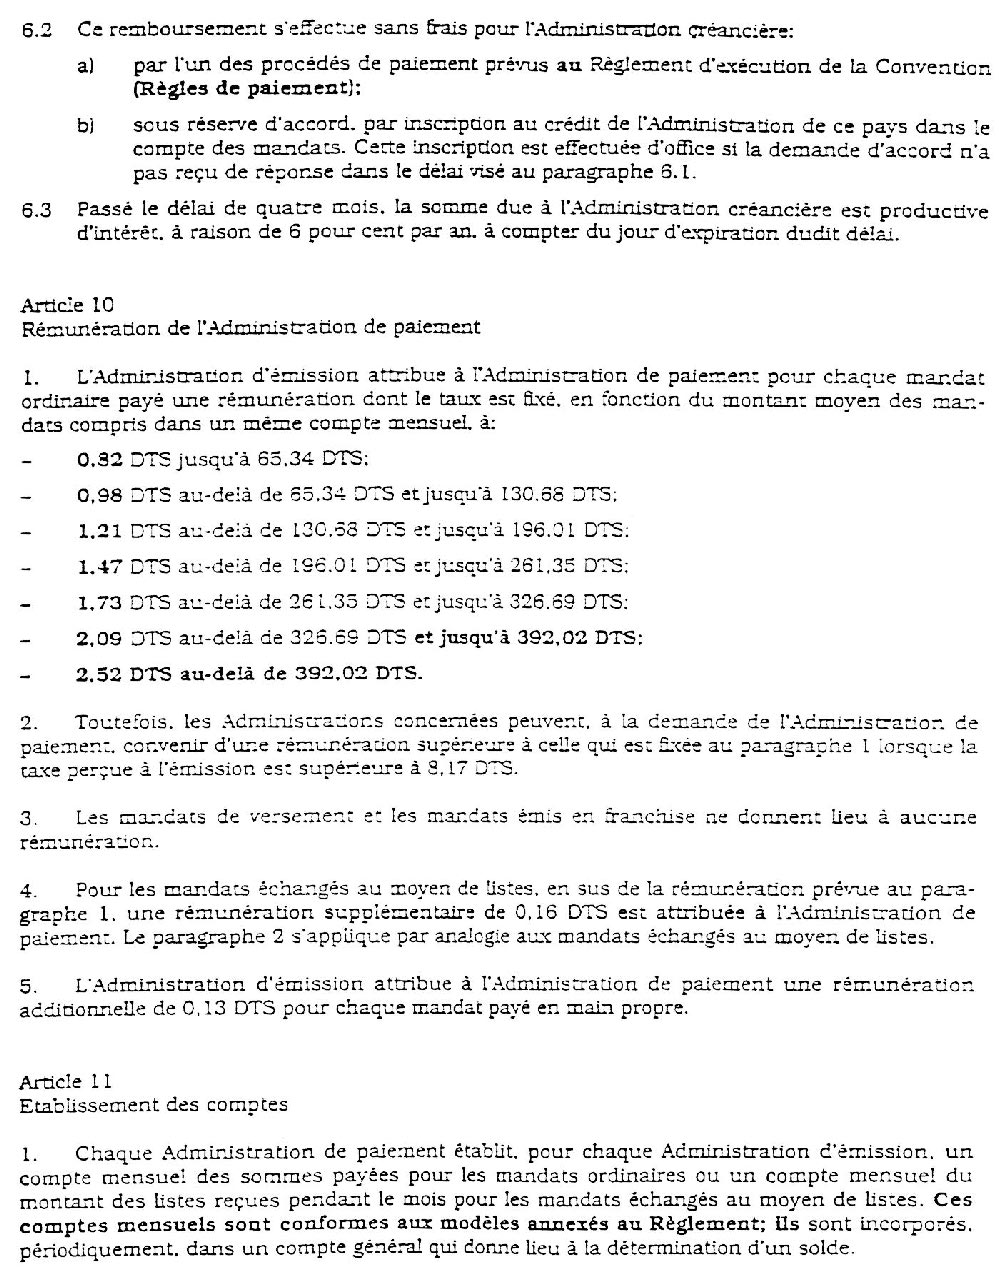 6.2 Ce remboursement s'effectue sans frais pour l'Administration créancière:
a) par l'un des procédés de paiement prévus au Règlement d'exécution de la Convention
(Règles de paiement);
b) sous réserve d'accord, par inscription au crédit de l'Administration de ce pays dans le
compte des mandats. Cette inscription est effectuée d'office si la demande d'accord n'a
pas reçu de réponse dans le délai visé au paragraphe 6.1.
6.3 Passé le délai de quatre mois, la somme due à l'Administration créancière est productive
d'intérêt, à raison de 6 pour cent par an, à compter du jour d'expiration dudit délai.
Article 10
Rémunération de l'Administration de paiement
1. L'Administration d'émission attribue à l'Administration de paiement pour chaque mandat
ordinaire payé une rémunération dont le taux est fixé, en fonction du montant moyen des man-
dats compris dans un même compte mensuel, à:
– 0,82 DTS jusqu'à 65,34 DTS;
– 0,98 DTS au-delà de 65,34 DTS et jusqu'à 130,68 DTS;
– 1,21 DTS au-delà de 130,68 DTS et jusqu'à 196,01 DTS;
– 1,47 DTS au-delà de 196,01 DTS et jusqu'à 261,35 DTS;
– 1,73 DTS au-delà de 261,35 DTS et jusqu'à 326,69 DTS;
– 2,09 DTS au-delà de 326,69 DTS et jusqu'à 392,02 DTS;
– 2,52 DTS au-delà de 392,02 DTS.
2. Toutefois, les Administrations concernées peuvent, à la demande de l'Administration de
paiement, convenir d'une rémunération supérieure à celle qui est fixée au paragraphe 1 lorsque la
taxe perçue à l'émission est supérieure à 8,17 DTS.
3. Les mandats de versement et les mandats émis en franchise ne donnent lieu à aucune
rémunération.
4. Pour les mandats échangés au moyen de listes, en sus de la rémunération prévue au para-
graphe 1, une rémunération supplémentaire de 0,16 DTS est attribuée à l'Administration de
paiement. Le paragraphe 2 s'applique par analogie aux mandats échangés au moyen de listes.
5. L'Administration d'émission attribue à l'Administration de paiement une rémunération
additionnelle de 0,13 DTS pour chaque mandat payé en main propre.
Article 11
Etablissement des comptes
1. Chaque Administration de paiement établit, pour chaque Administration d'émission, un
compte mensuel des sommes payées pour les mandats ordinaires ou un compte mensuel du
montant des listes reçues pendant le mois pour les mandats échangés au moyen de listes. Ces
comptes mensuels sont conformes aux modèles annexés au Règlement; Ils sont incorporés,
périodiquement, dans un compte général qui donne lieu à la détermination d'un solde.